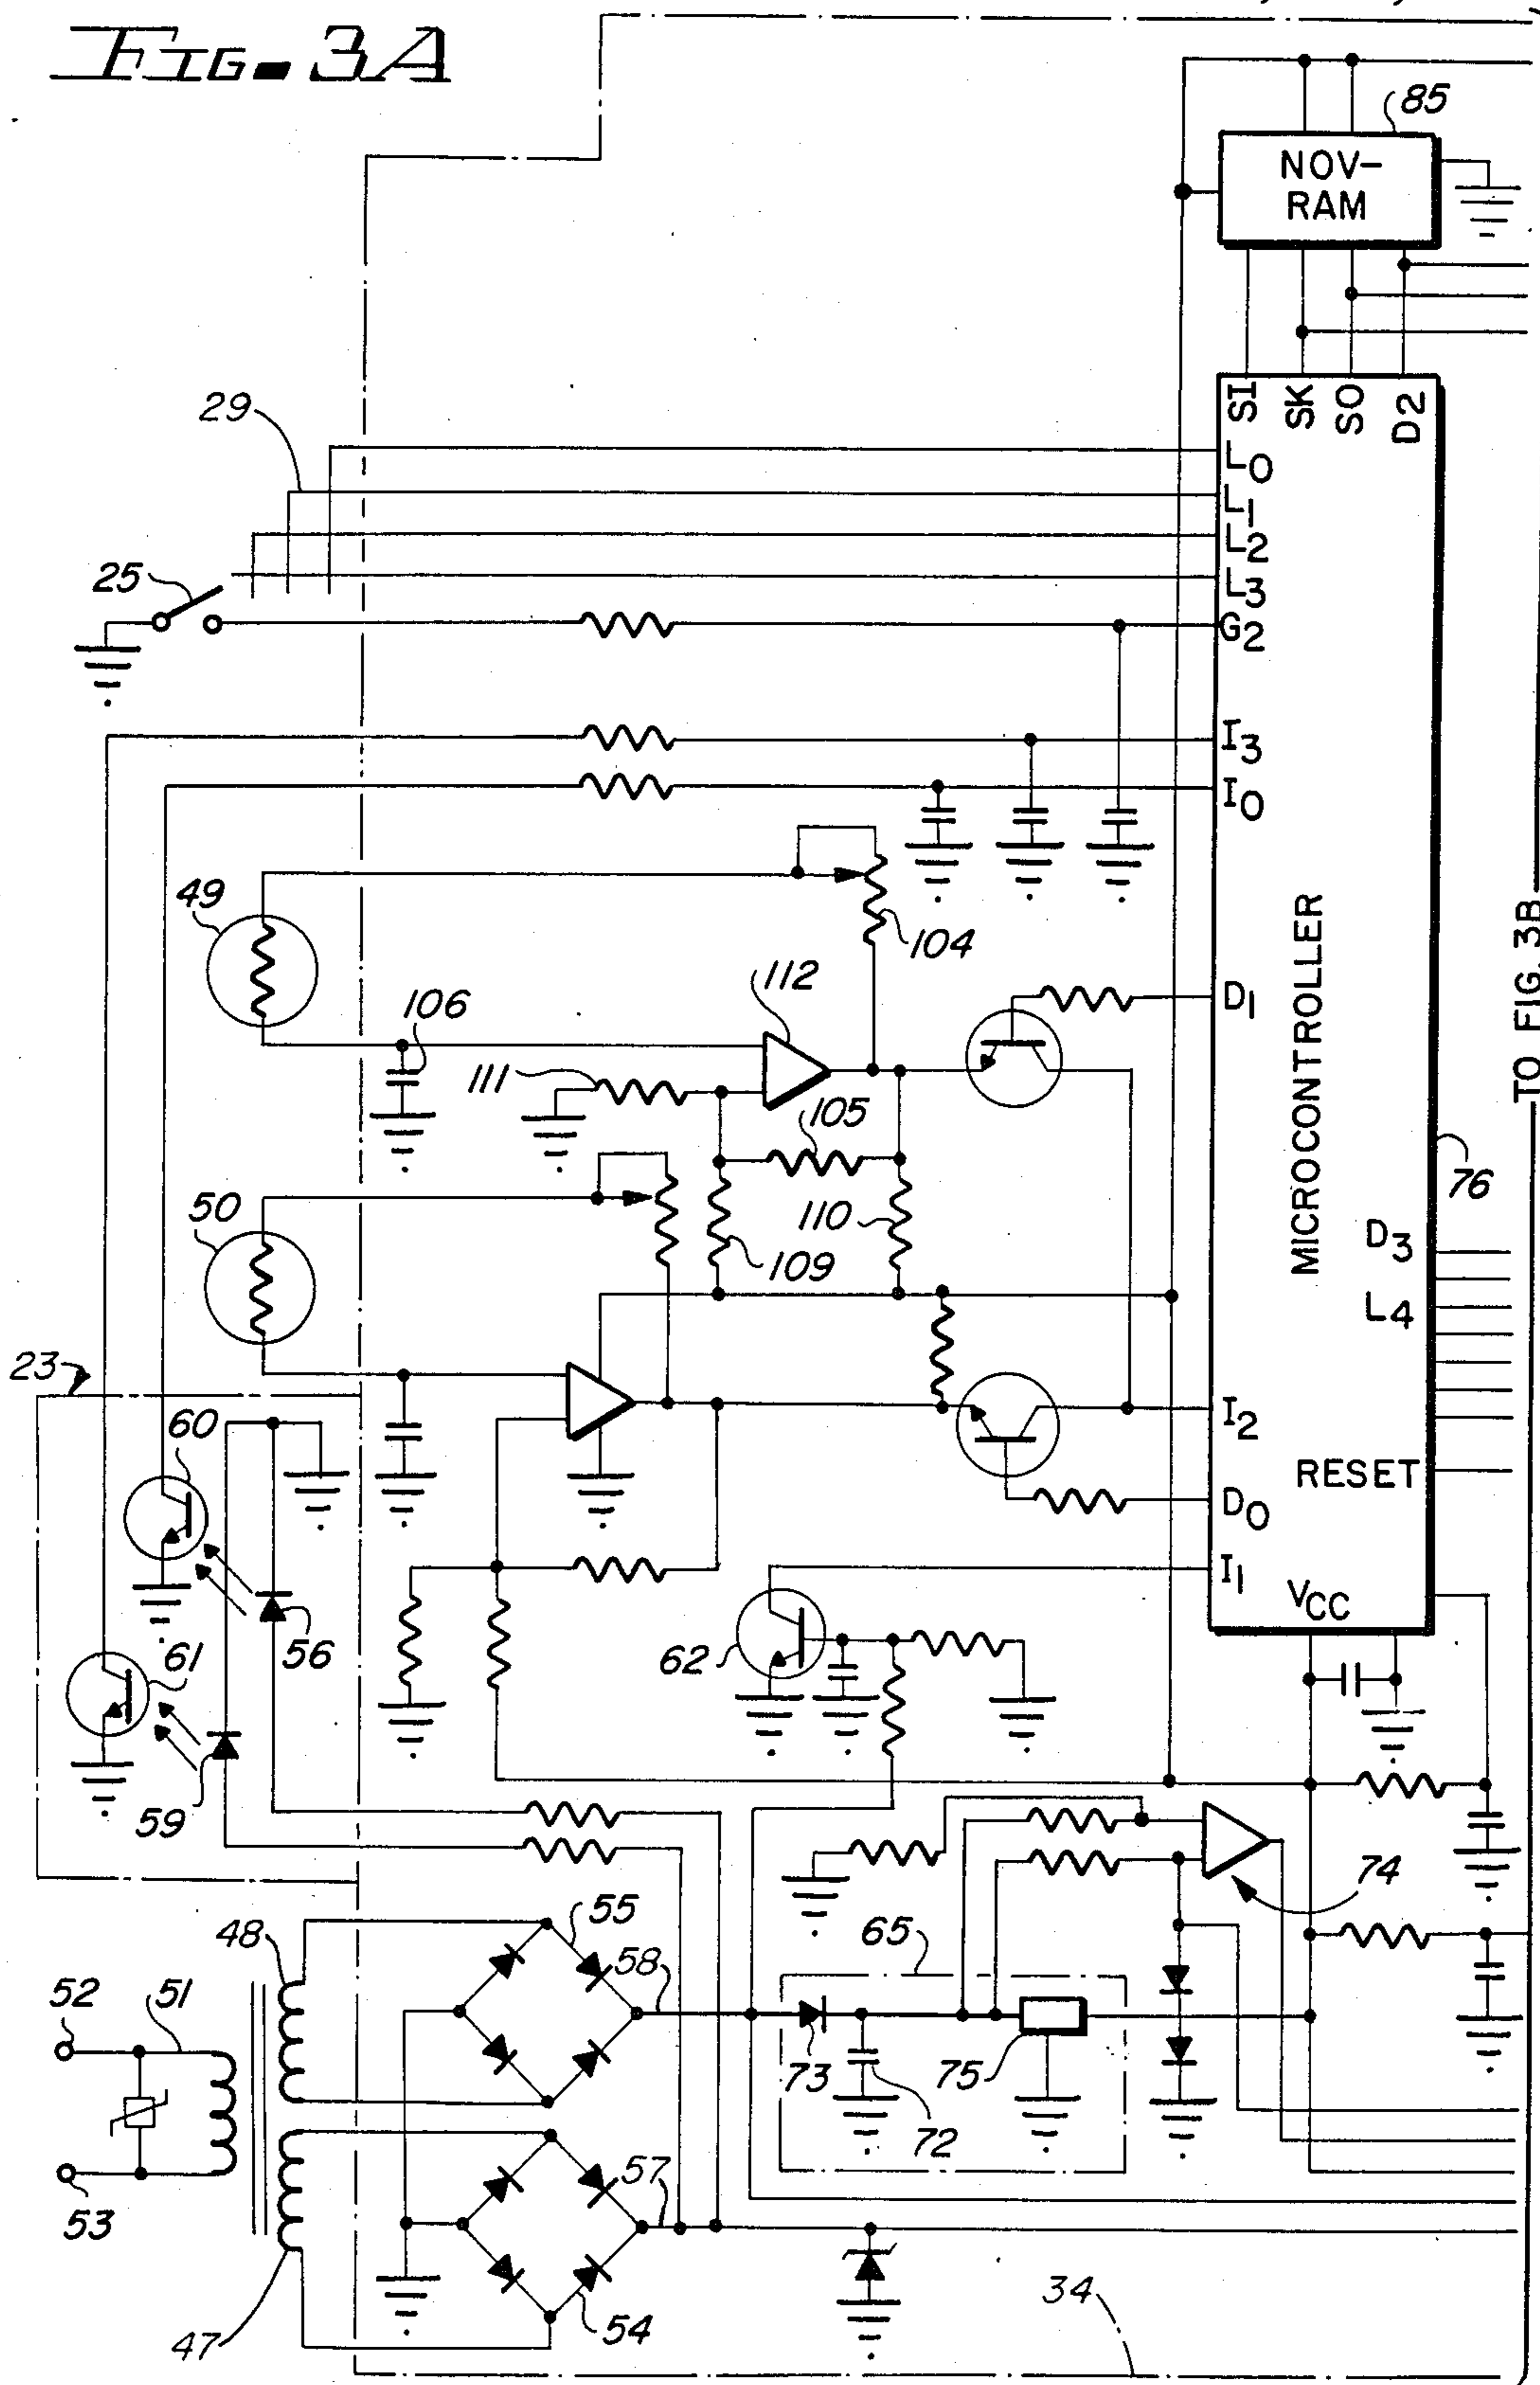 FIG. 3A
85
NOV-
RAM
SI SK SO D2
29
L0
L1
L2
25
L3
G2
I3
I0
49
104
112
106
D1
111
105
MICROCONTROLLER
TO FIG. 3B
76
50
110
D3
109
L4
23
60
I2
RESET
D0
I1
VCC
56
62
61
59
74
55
65
48
58
52
51
73
75
72
57
53
34
54
47